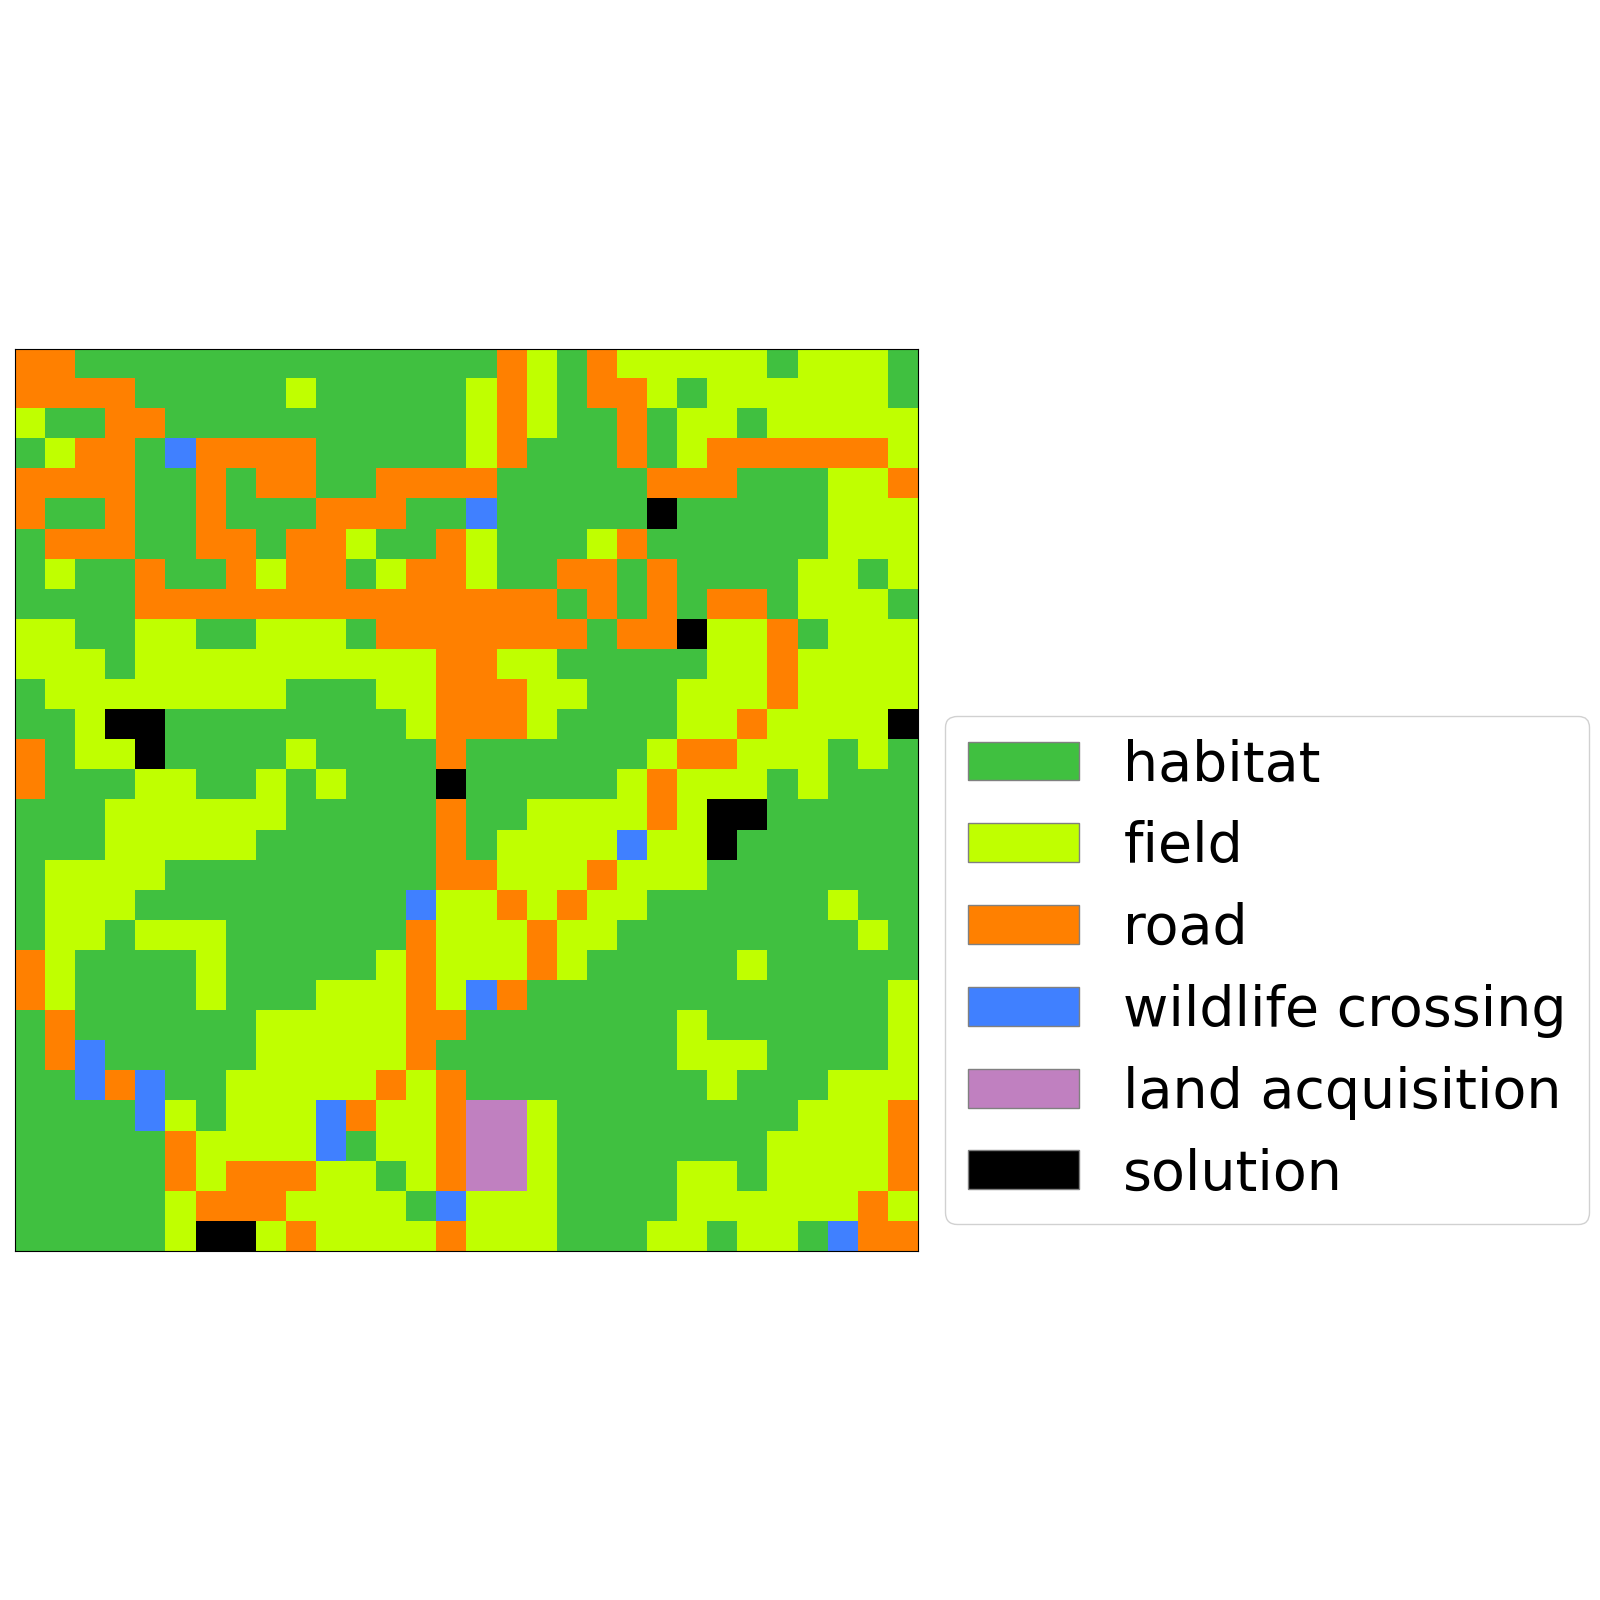 habitat
field
road
wildlife crossing
land acquisition
solution